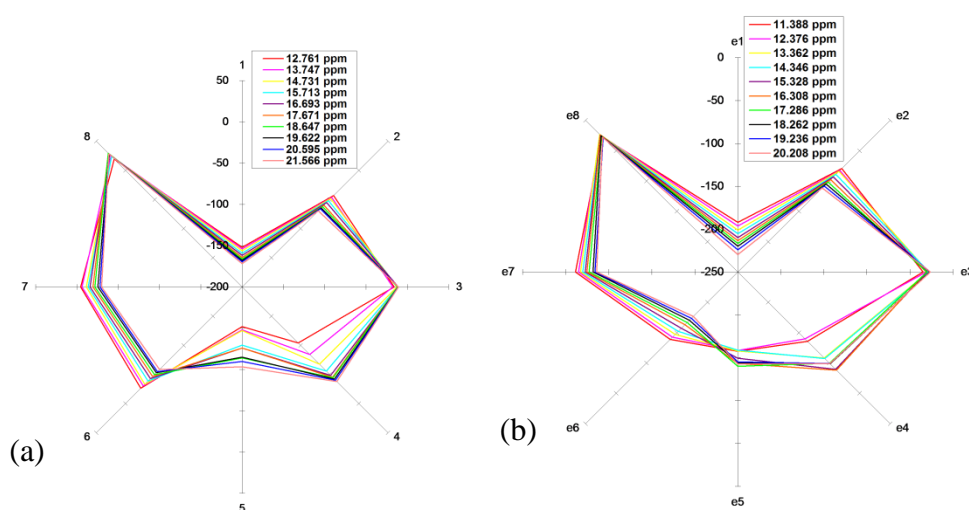 1
12.761 ppm
13.747 ppm
14.731 ppm
15.713 ppm
16.693 ppm
17.671 ppm
18.647 ppm
19.622 ppm
20.595 ppm
21.566 ppm
50
0
-50
-100
-150
-200
2
3
4
5
6
7
8
(a)
e1
11.388 ppm
12.376 ppm
13.362 ppm
14.346 ppm
15.328 ppm
16.308 ppm
17.286 ppm
18.262 ppm
19.236 ppm
20.208 ppm
0
-50
-100
-150
-200
-250
e2
e3
e4
e5
e6
e7
e8
(b)